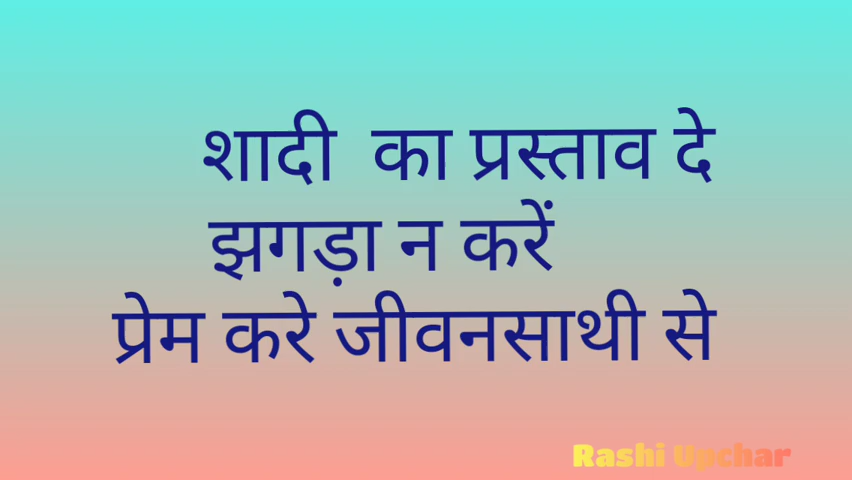 शादी का प्रस्ताव दे
झगड़ा न करें
प्रेम करे जीवनसाथी से
Rashi Upchar